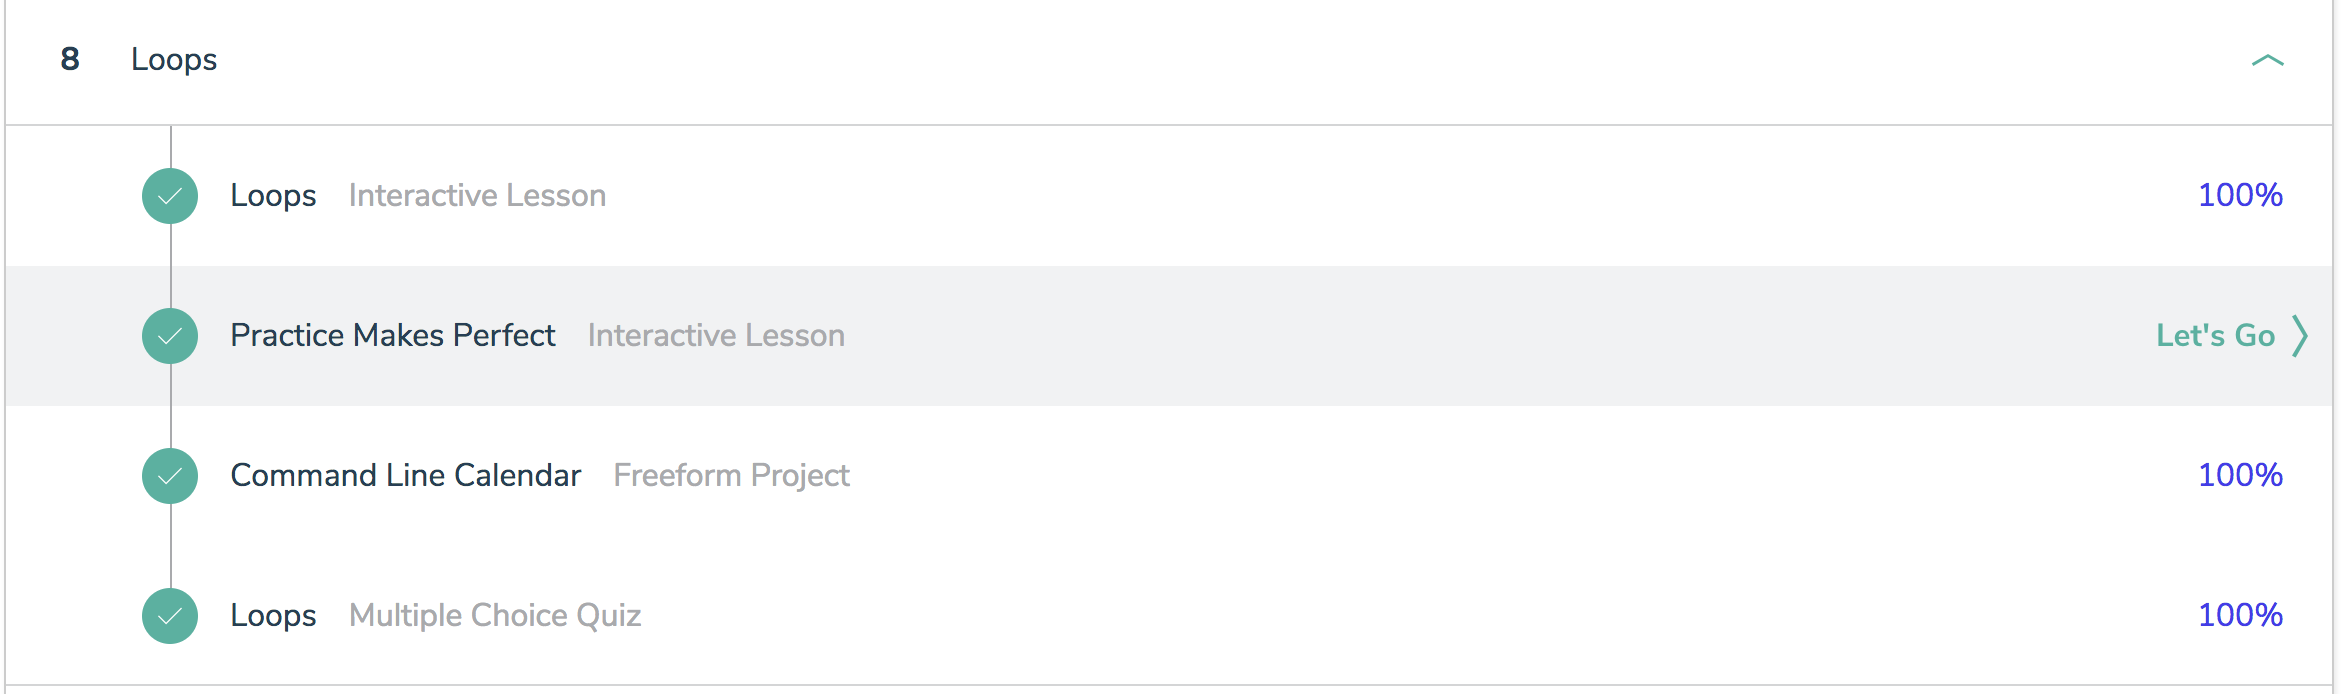 8 Loops
Loops Interactive Lesson 100%
Practice Makes Perfect Interactive Lesson Let's Go
Command Line Calendar Freeform Project 100%
Loops Multiple Choice Quiz 100%